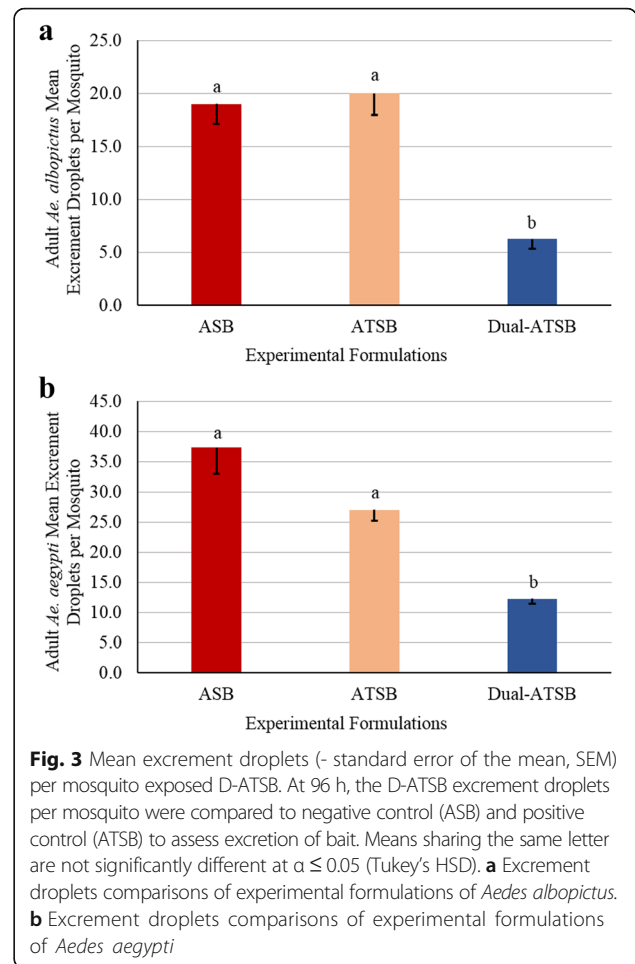 a
25.0
20.0
15.0
10.0
5.0
0.0
Adult Ae. albopictus Mean
Excrement Droplets per Mosquito
a
a
b
ASB
ATSB
Dual-ATSB
Experimental Formulations
b
45.0
40.0
35.0
30.0
25.0
20.0
15.0
10.0
5.0
0.0
Adult Ae. aegypti Mean Excrement
Droplets per Mosquito
a
a
b
ASB
ATSB
Dual-ATSB
Experimental Formulations
Fig. 3 Mean excrement droplets (- standard error of the mean, SEM)
per mosquito exposed D-ATSB. At 96 h, the D-ATSB excrement droplets
per mosquito were compared to negative control (ASB) and positive
control (ATSB) to assess excretion of bait. Means sharing the same letter
are not significantly different at α ≤ 0.05 (Tukey's HSD). a Excrement
droplets comparisons of experimental formulations of Aedes albopictus.
b Excrement droplets comparisons of experimental formulations
of Aedes aegypti